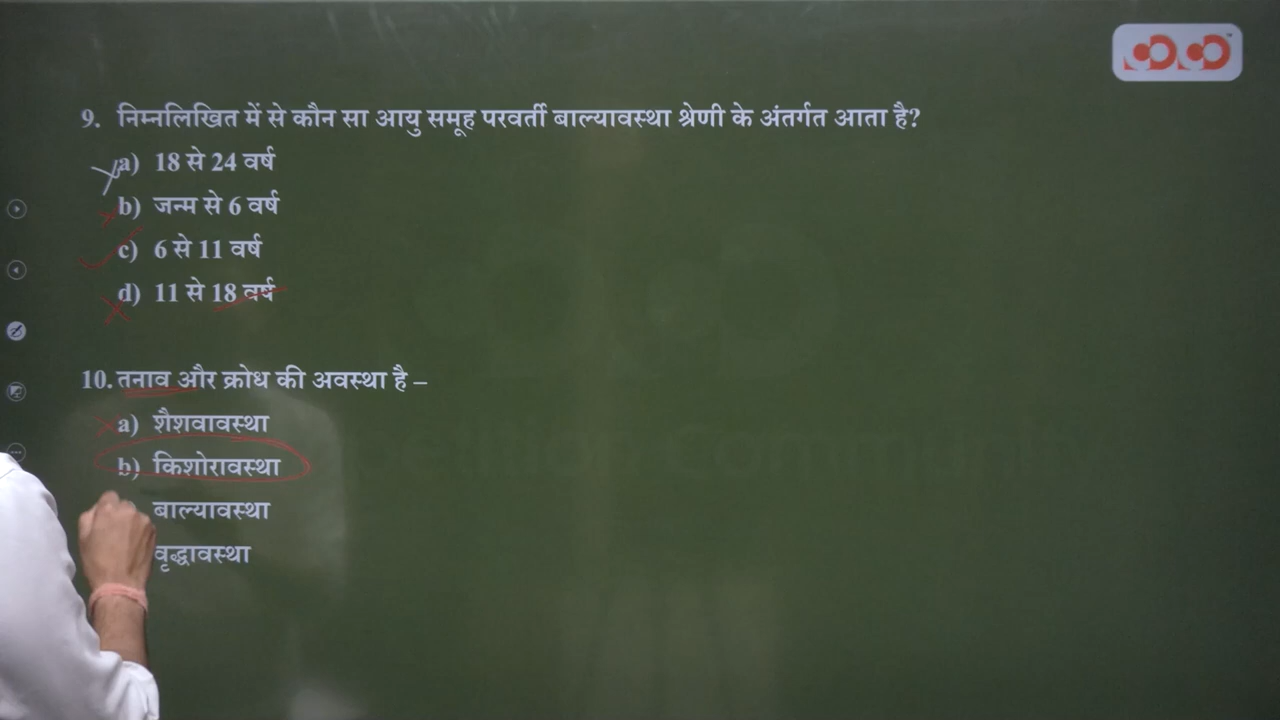 9. निम्नलिखित में से कौन सा आयु समूह परवर्ती बाल्यावस्था श्रेणी के अंतर्गत आता है?
a) 18 से 24 वर्ष
b) जन्म से 6 वर्ष
c) 6 से 11 वर्ष
d) 11 से 18 वर्ष
10. तनाव और क्रोध की अवस्था है –
a) शैशवावस्था
b) किशोरावस्था
बाल्यावस्था
वृद्धावस्था